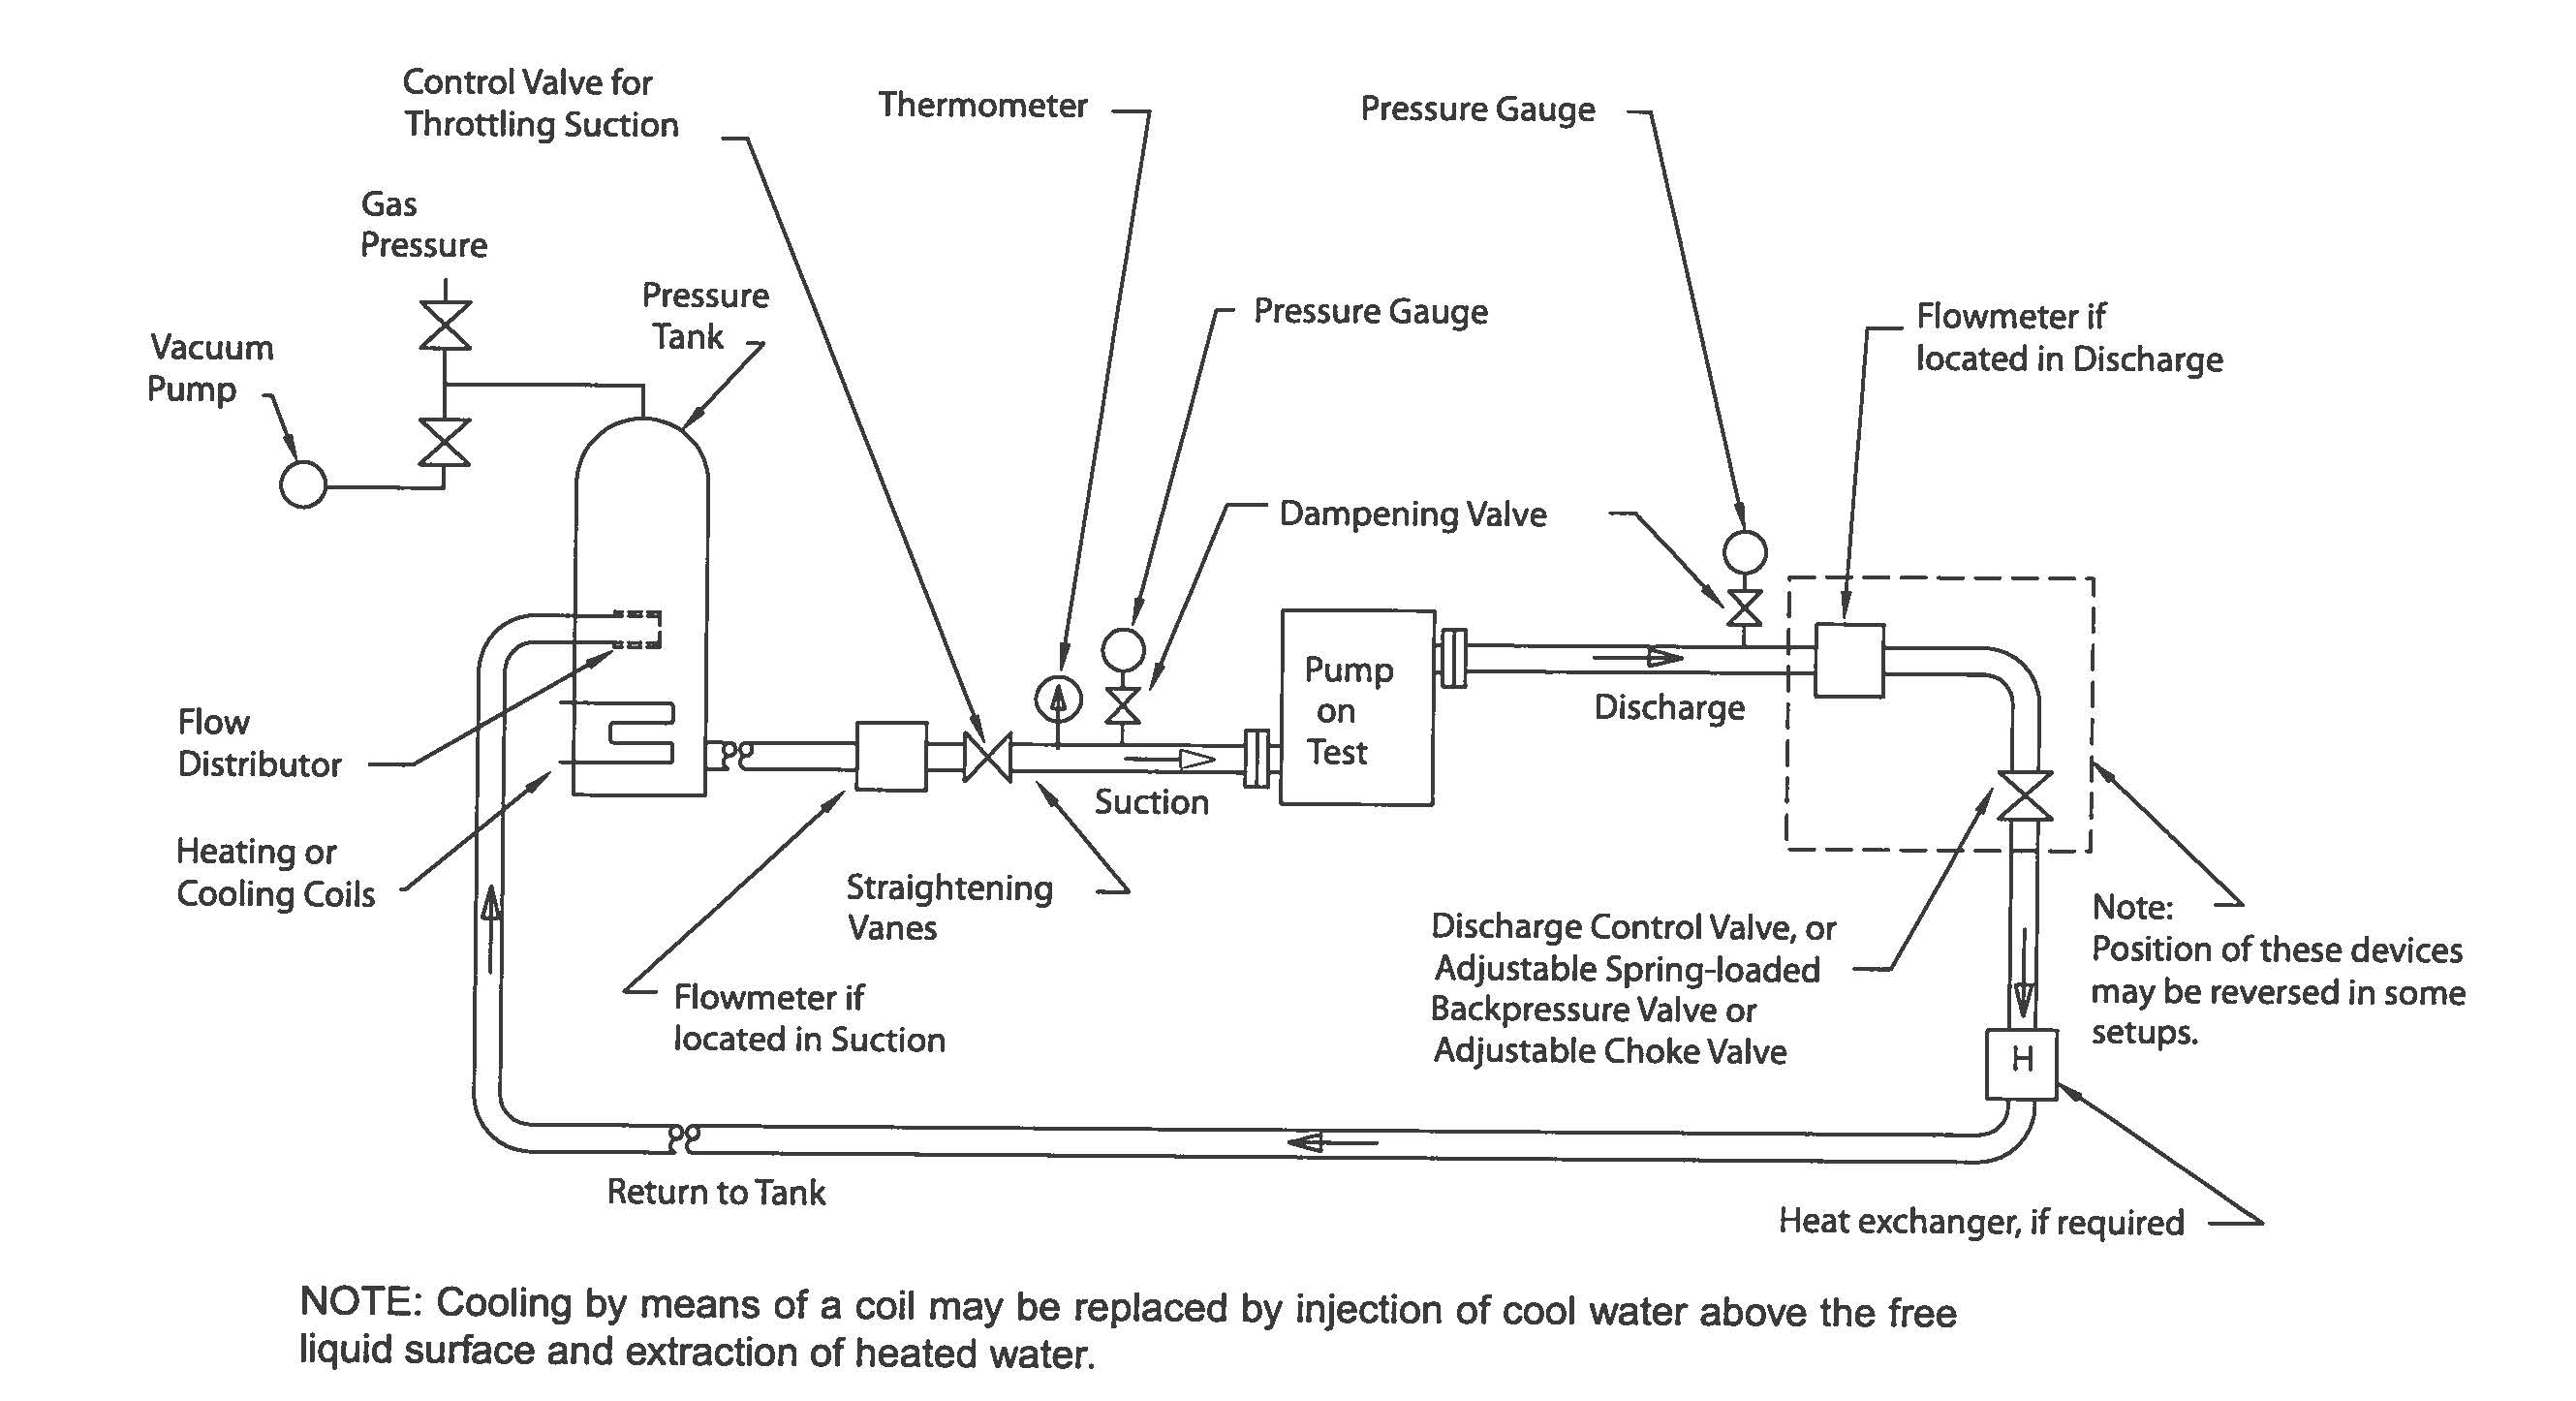 Control Valve for
Throttling Suction
Thermometer
Pressure Gauge
Gas
Pressure
Pressure
Tank
Pressure Gauge
Flowmeter if
located in Discharge
Vacuum
Pump
Dampening Valve
Pump
on
Test
Discharge
Flow
Distributor
Suction
Heating or
Cooling Coils
Straightening
Vanes
Flowmeter if
located in Suction
Discharge Control Valve, or
Adjustable Spring-loaded
Backpressure Valve or
Adjustable Choke Valve
Note:
Position of these devices
may be reversed in some
setups.
H
Return to Tank
Heat exchanger, if required
NOTE: Cooling by means of a coil may be replaced by injection of cool water above the free
liquid surface and extraction of heated water.